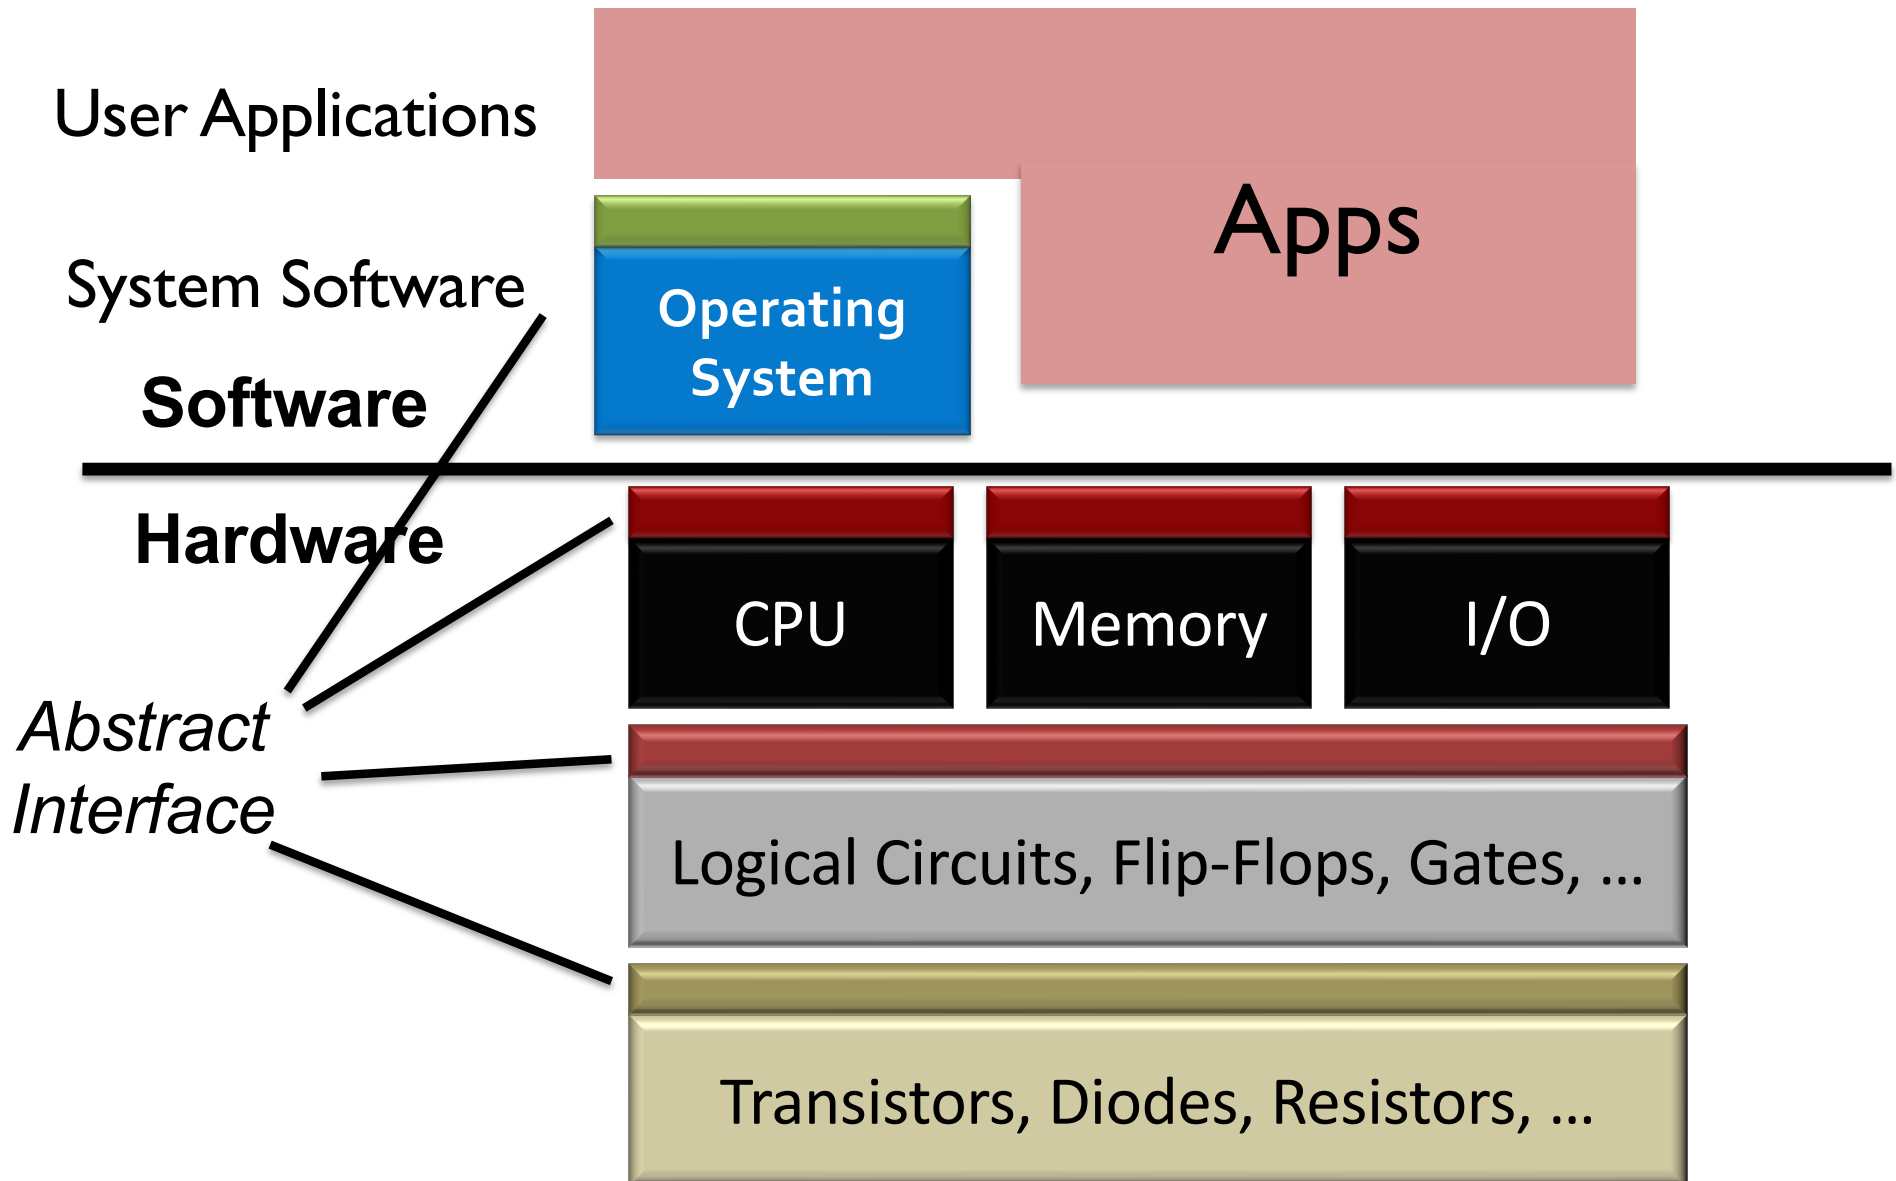 User Applications
Apps
System Software
Operating
System
Software
Hardware
CPU
Memory
I/O
Abstract
Interface
Logical Circuits, Flip-Flops, Gates, ...
Transistors, Diodes, Resistors, ...